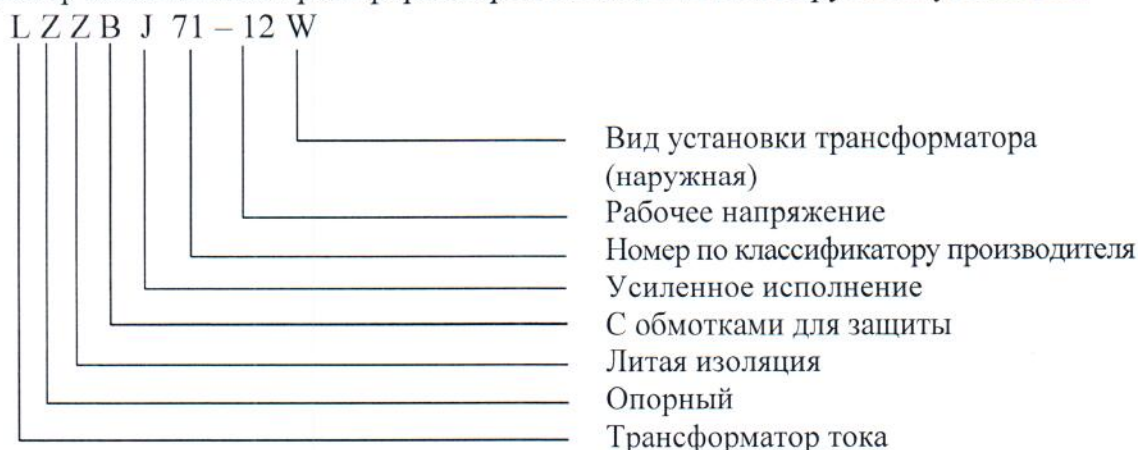 L Z Z B J 71 – 12 W
Вид установки трансформатора
(наружная)
Рабочее напряжение
Номер по классификатору производителя
Усиленное исполнение
С обмотками для защиты
Литая изоляция
Опорный
Трансформатор тока